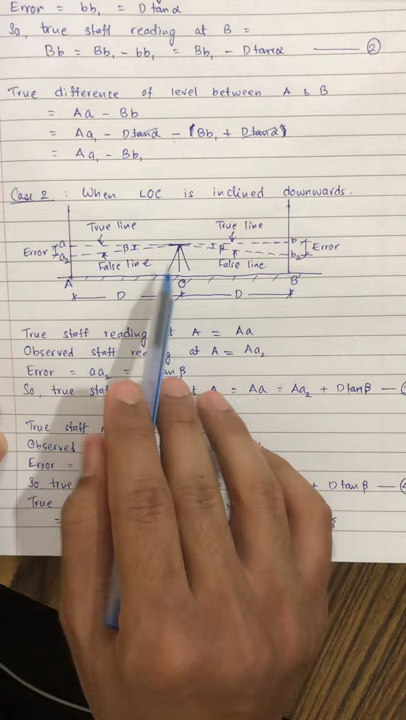 Error = bb₁ = D tanα
So, true staff reading at B =
Bb = Bb₁ - bb₁ = Bb₁ - D tanα ②
True difference of level between A & B
= Aa - Bb
= Aa₁ - D tanα - (Bb₁ + D tanα)
= Aa₁ - Bb₁
Case 2 : When LOC is inclined downwards.
True line True line
Error a β β b Error
a₂ False line False line b₂
A O B
D D
True staff reading at A = Aa
Observed staff at A = Aa₂
Error = aa₂ =
So, true A = Aa = Aa₂ + D tanβ
True staff
Observed
Error =
So, true + D tanβ
True
=